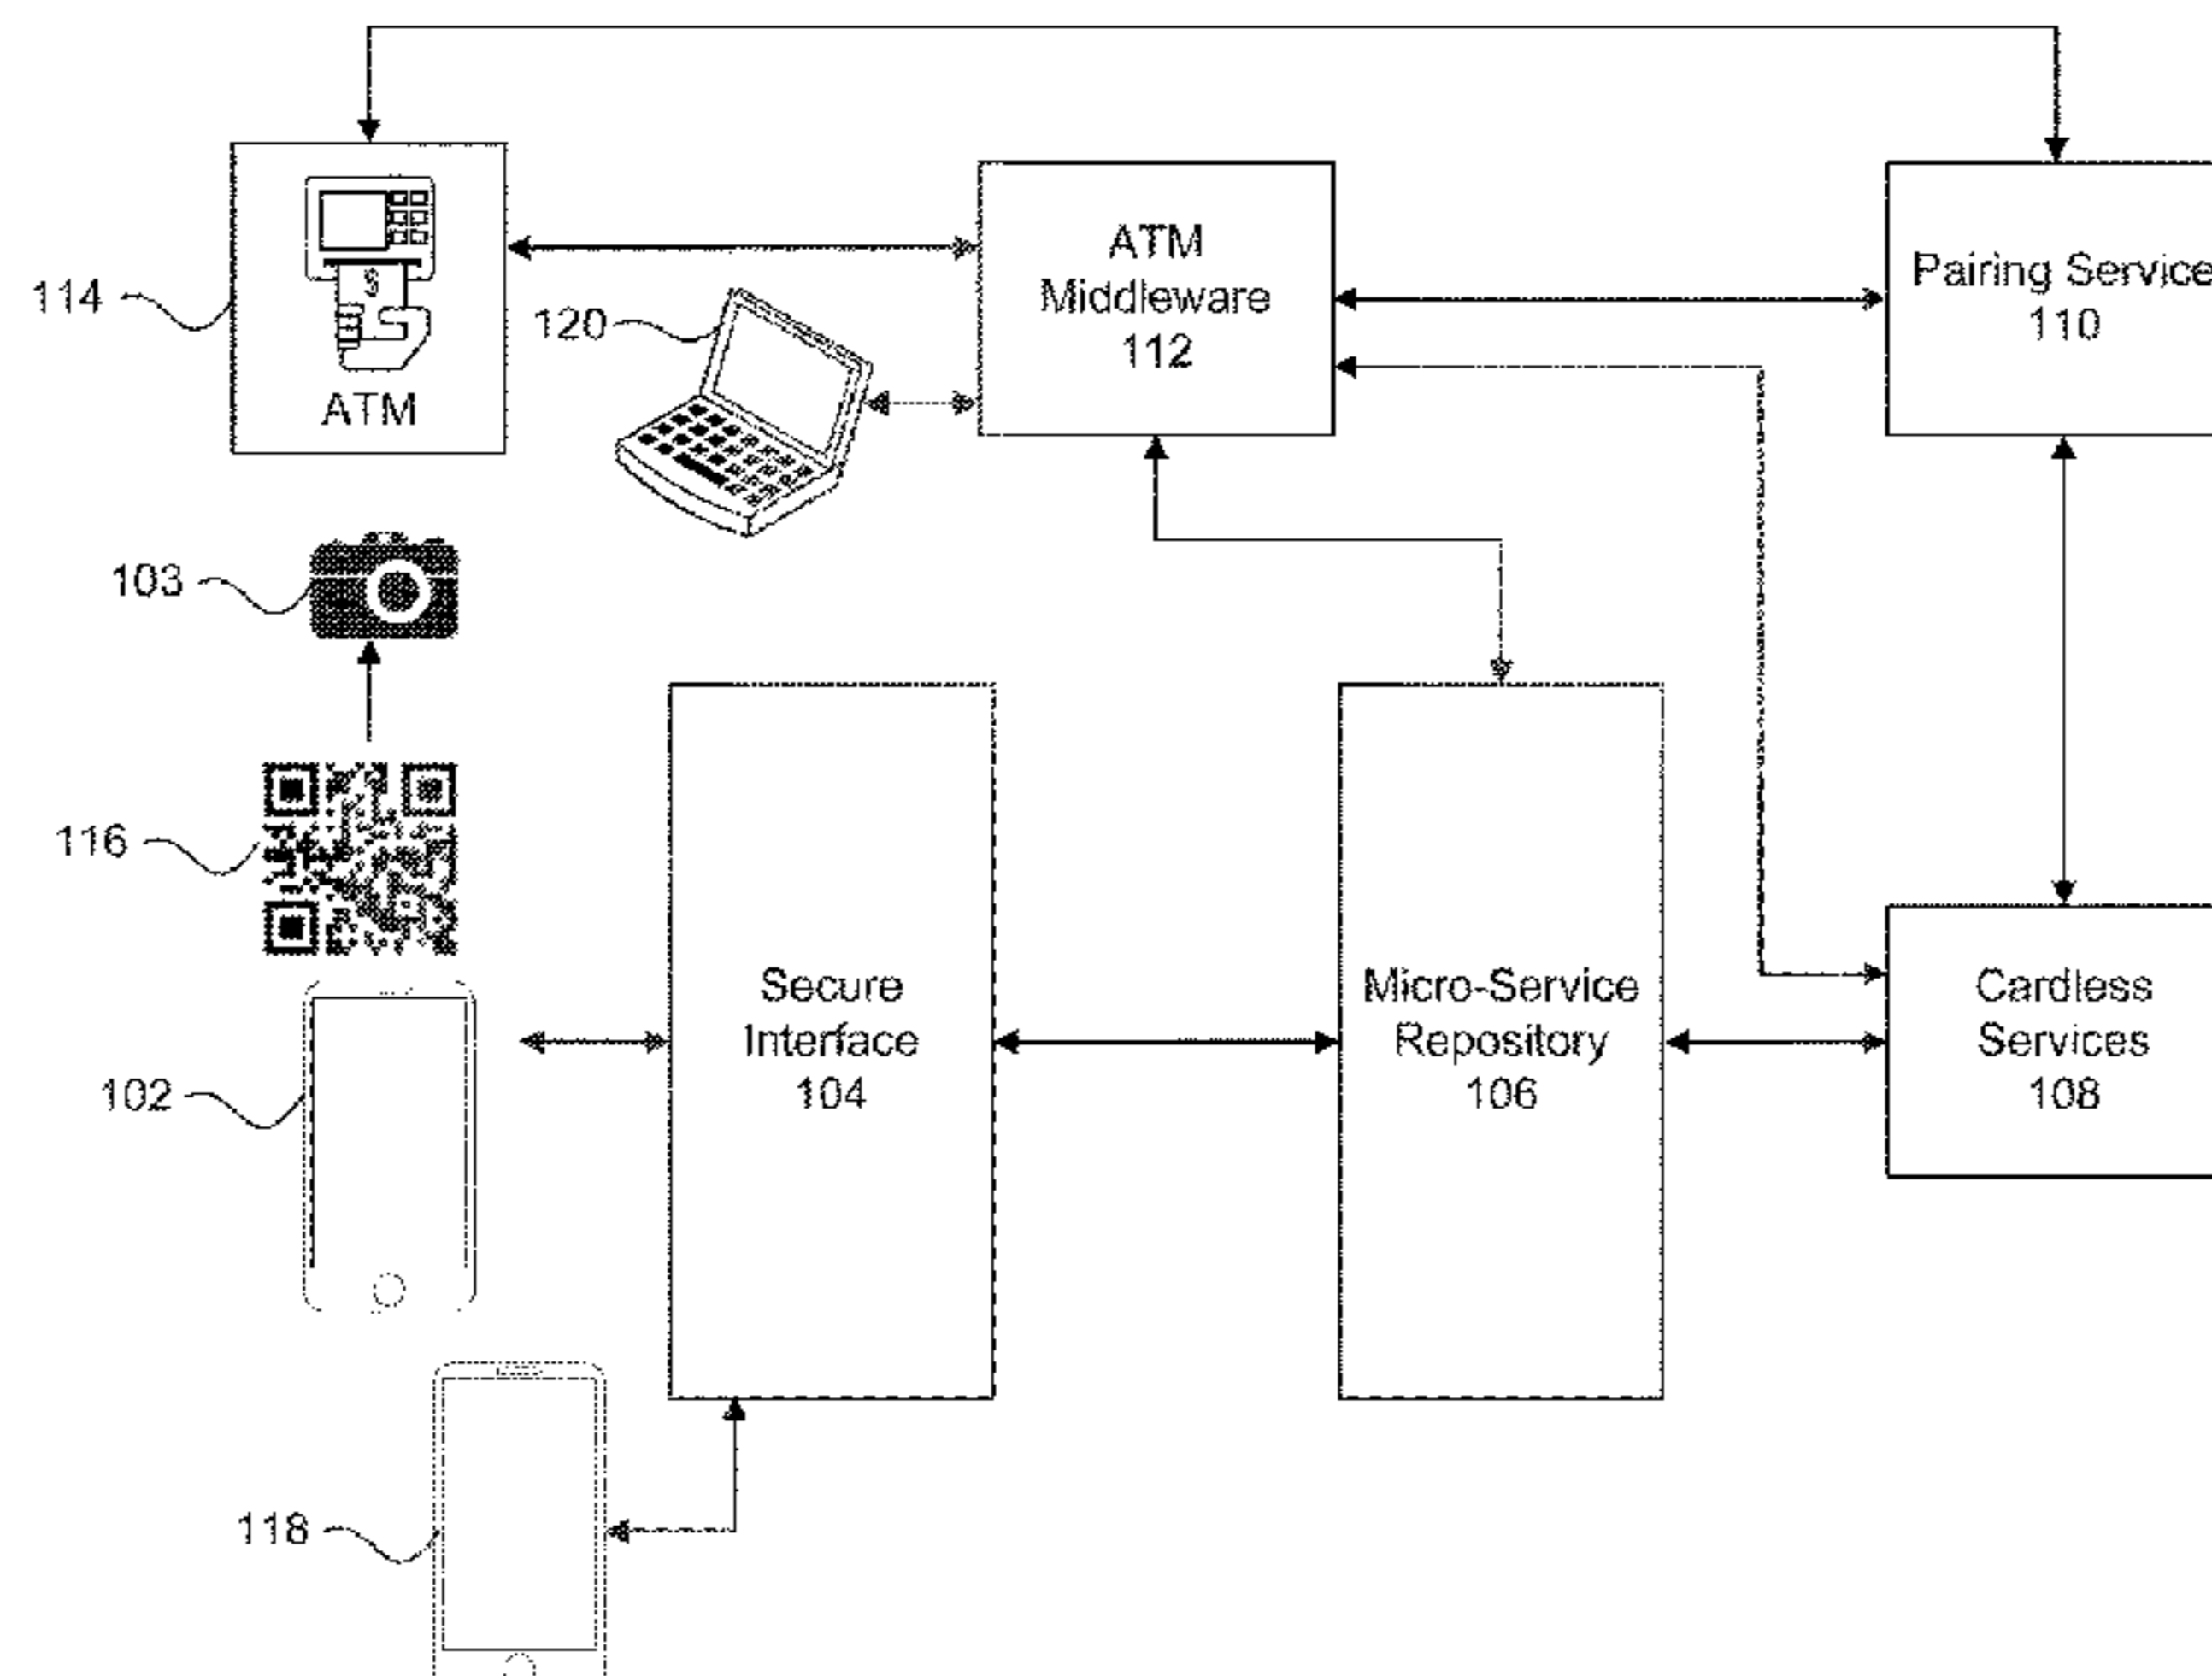 114
$
ATM
120
ATM
Middleware
112
Pairing Service
110
103
116
102
Secure
Interface
104
Micro-Service
Repository
106
Cardless
Services
108
118